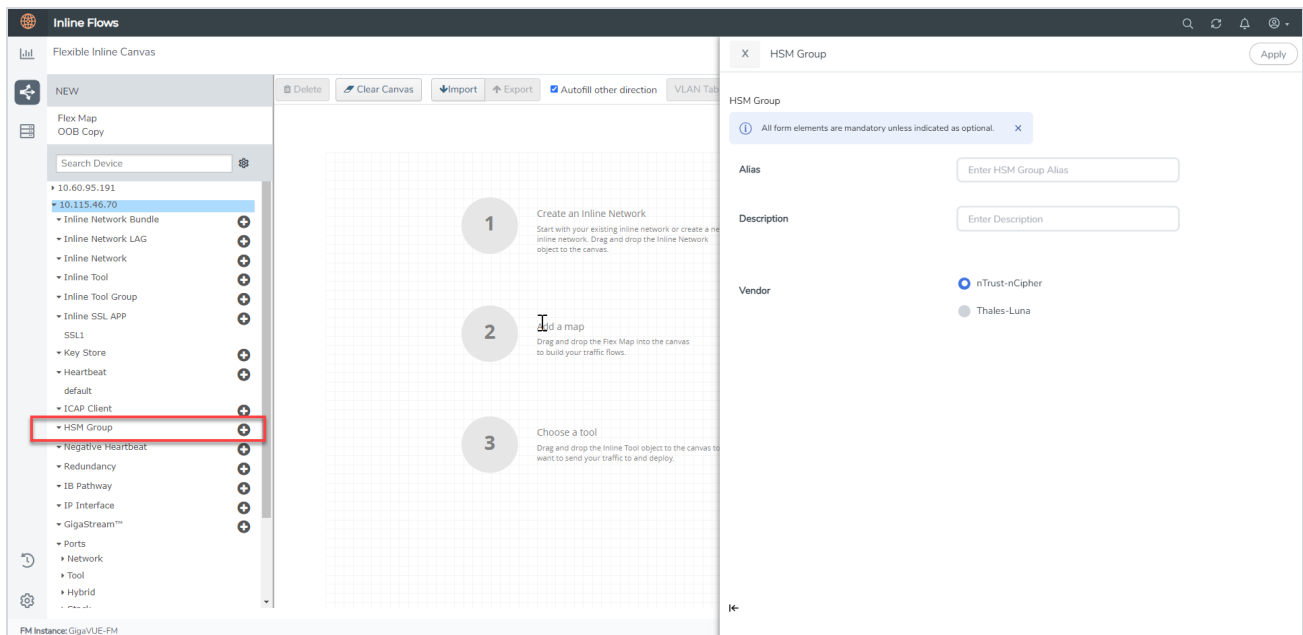 Inline Flows
Flexible Inline Canvas
NEW
Flex Map
OOB Copy
Search Device
10.60.95.191
10.115.46.70
Inline Network Bundle
Inline Network LAG
Inline Network
Inline Tool
Inline Tool Group
Inline SSL APP
SSL1
Key Store
Heartbeat
default
ICAP Client
HSM Group
Negative Heartbeat
Redundancy
IB Pathway
IP Interface
GigaStream™
Ports
Network
Tool
Hybrid
Delete
Clear Canvas
Import
Export
Autofill other direction
VLAN Tab
1
Create an Inline Network
Start with your existing inline network or create a ne
inline network. Drag and drop the Inline Network
object to the canvas.
2
Add a map
Drag and drop the Flex Map into the canvas
to build your traffic flows.
3
Choose a tool
Drag and drop the Inline Tool object to the canvas to
want to send your traffic to and deploy.
X HSM Group
Apply
HSM Group
All form elements are mandatory unless indicated as optional.
Alias
Enter HSM Group Alias
Description
Enter Description
Vendor
nTrust-nCipher
Thales-Luna
FM Instance: GigaVUE-FM